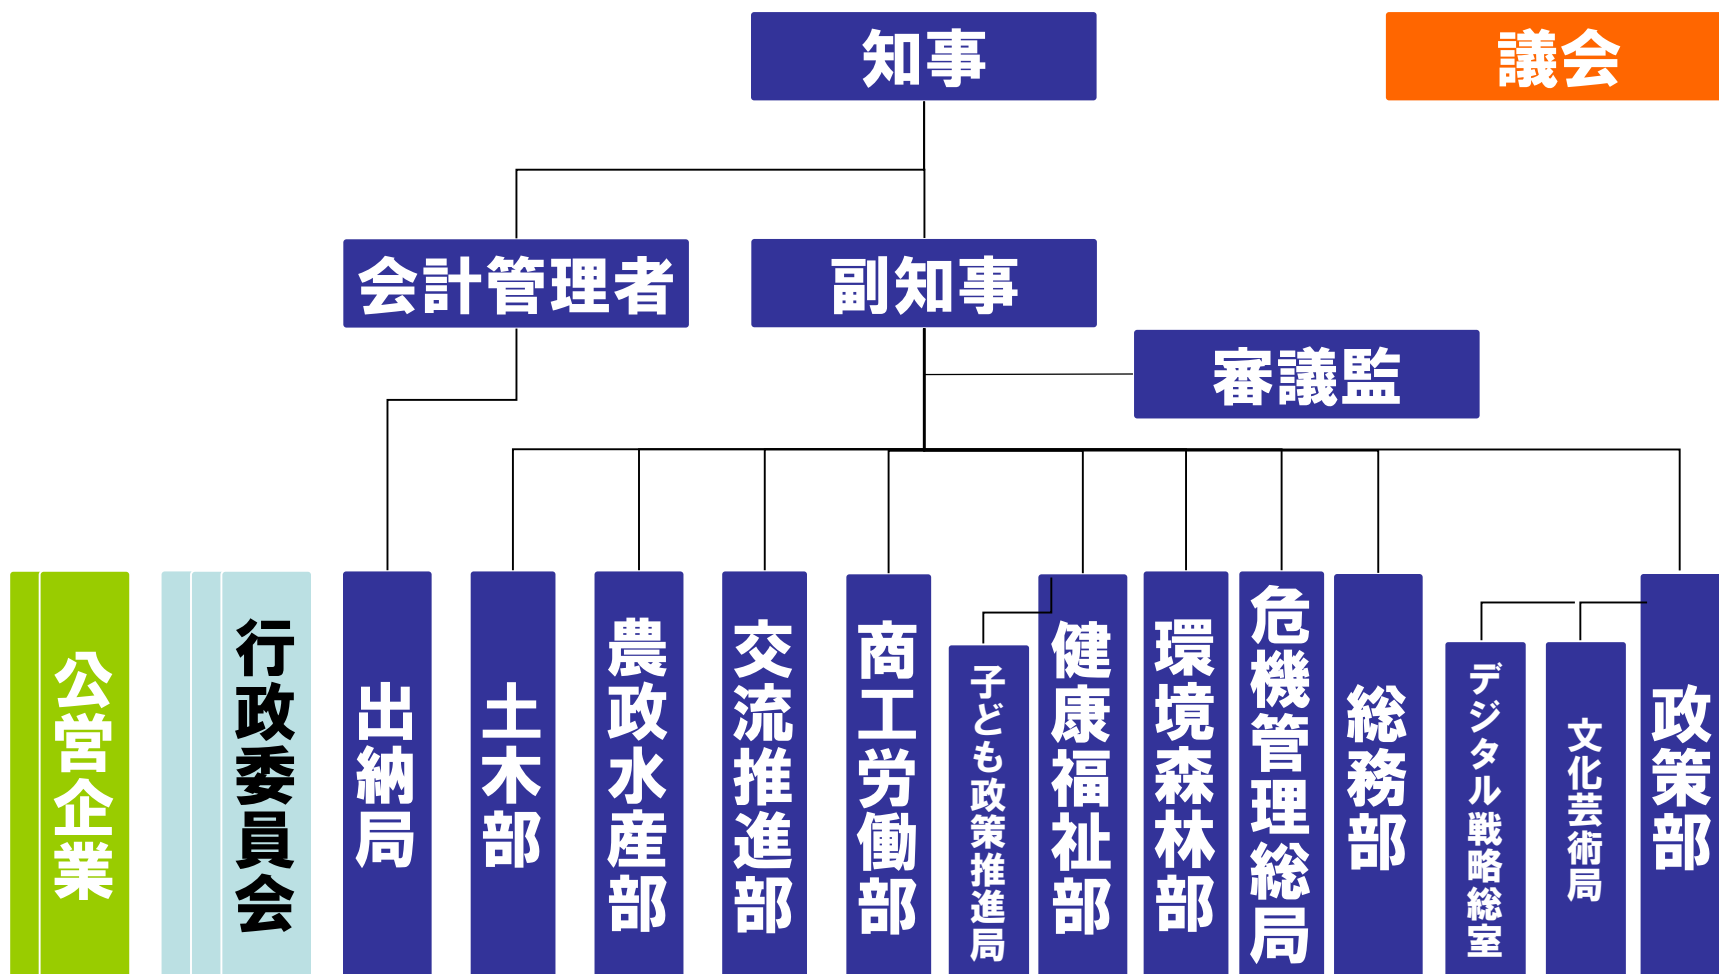 知事
議会
会計管理者
副知事
審議監
公営企業
行政委員会
出納局
土木部
農政水産部
交流推進部
商工労働部
子ども政策推進局
健康福祉部
環境森林部
危機管理総局
総務部
デジタル戦略総室
文化芸術局
政策部